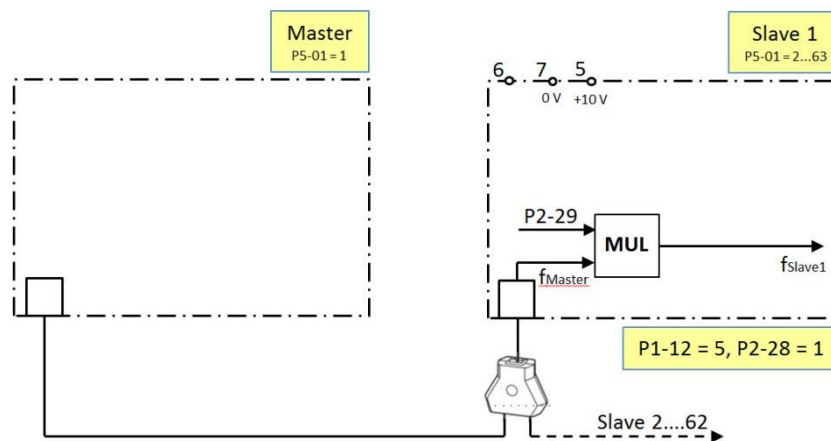 Master
P5-01 = 1
Slave 1
P5-01 = 2...63
6
7
5
0 V
+10 V
P2-29
MUL
fMaster
fSlave1
P1-12 = 5, P2-28 = 1
Slave 2....62